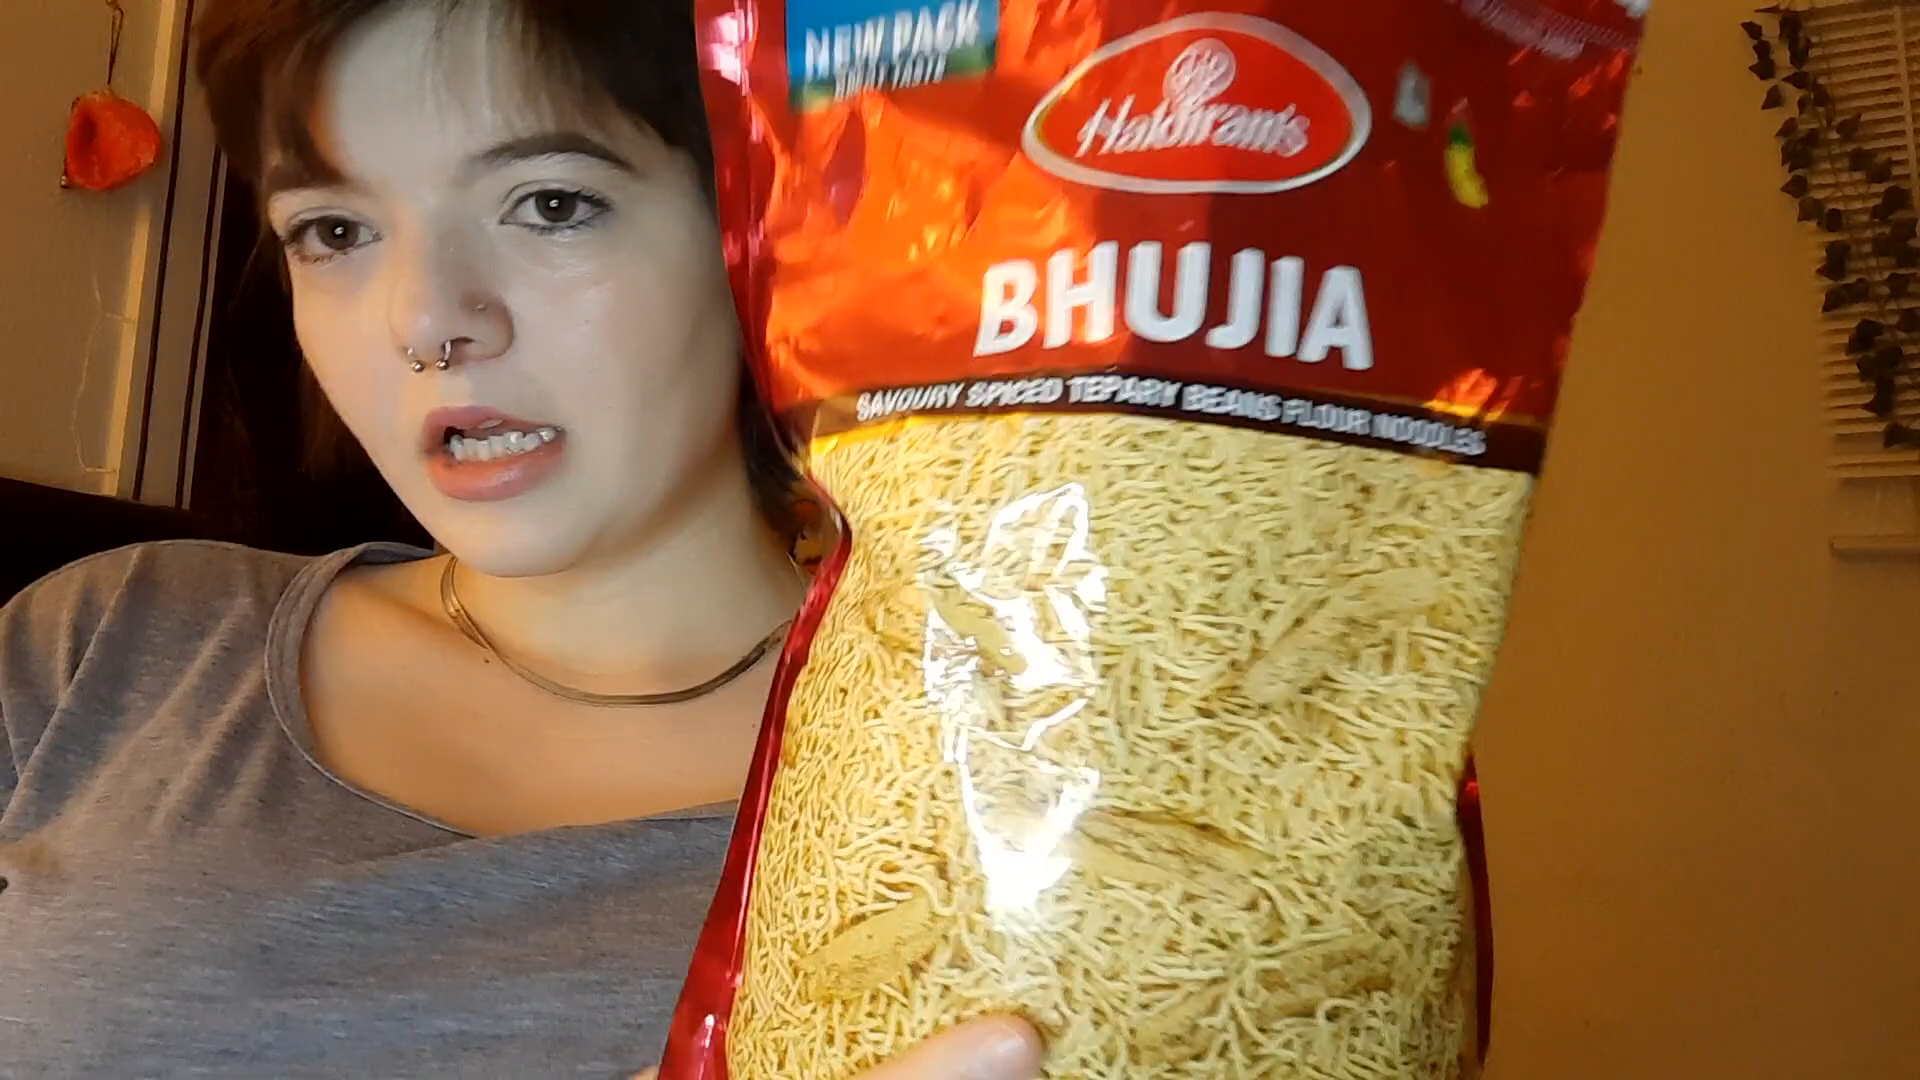 NEW PACK
Haldiram's
BHUJIA
SAVOURY SPICED TEPARY BEANS FLOUR NOODLES